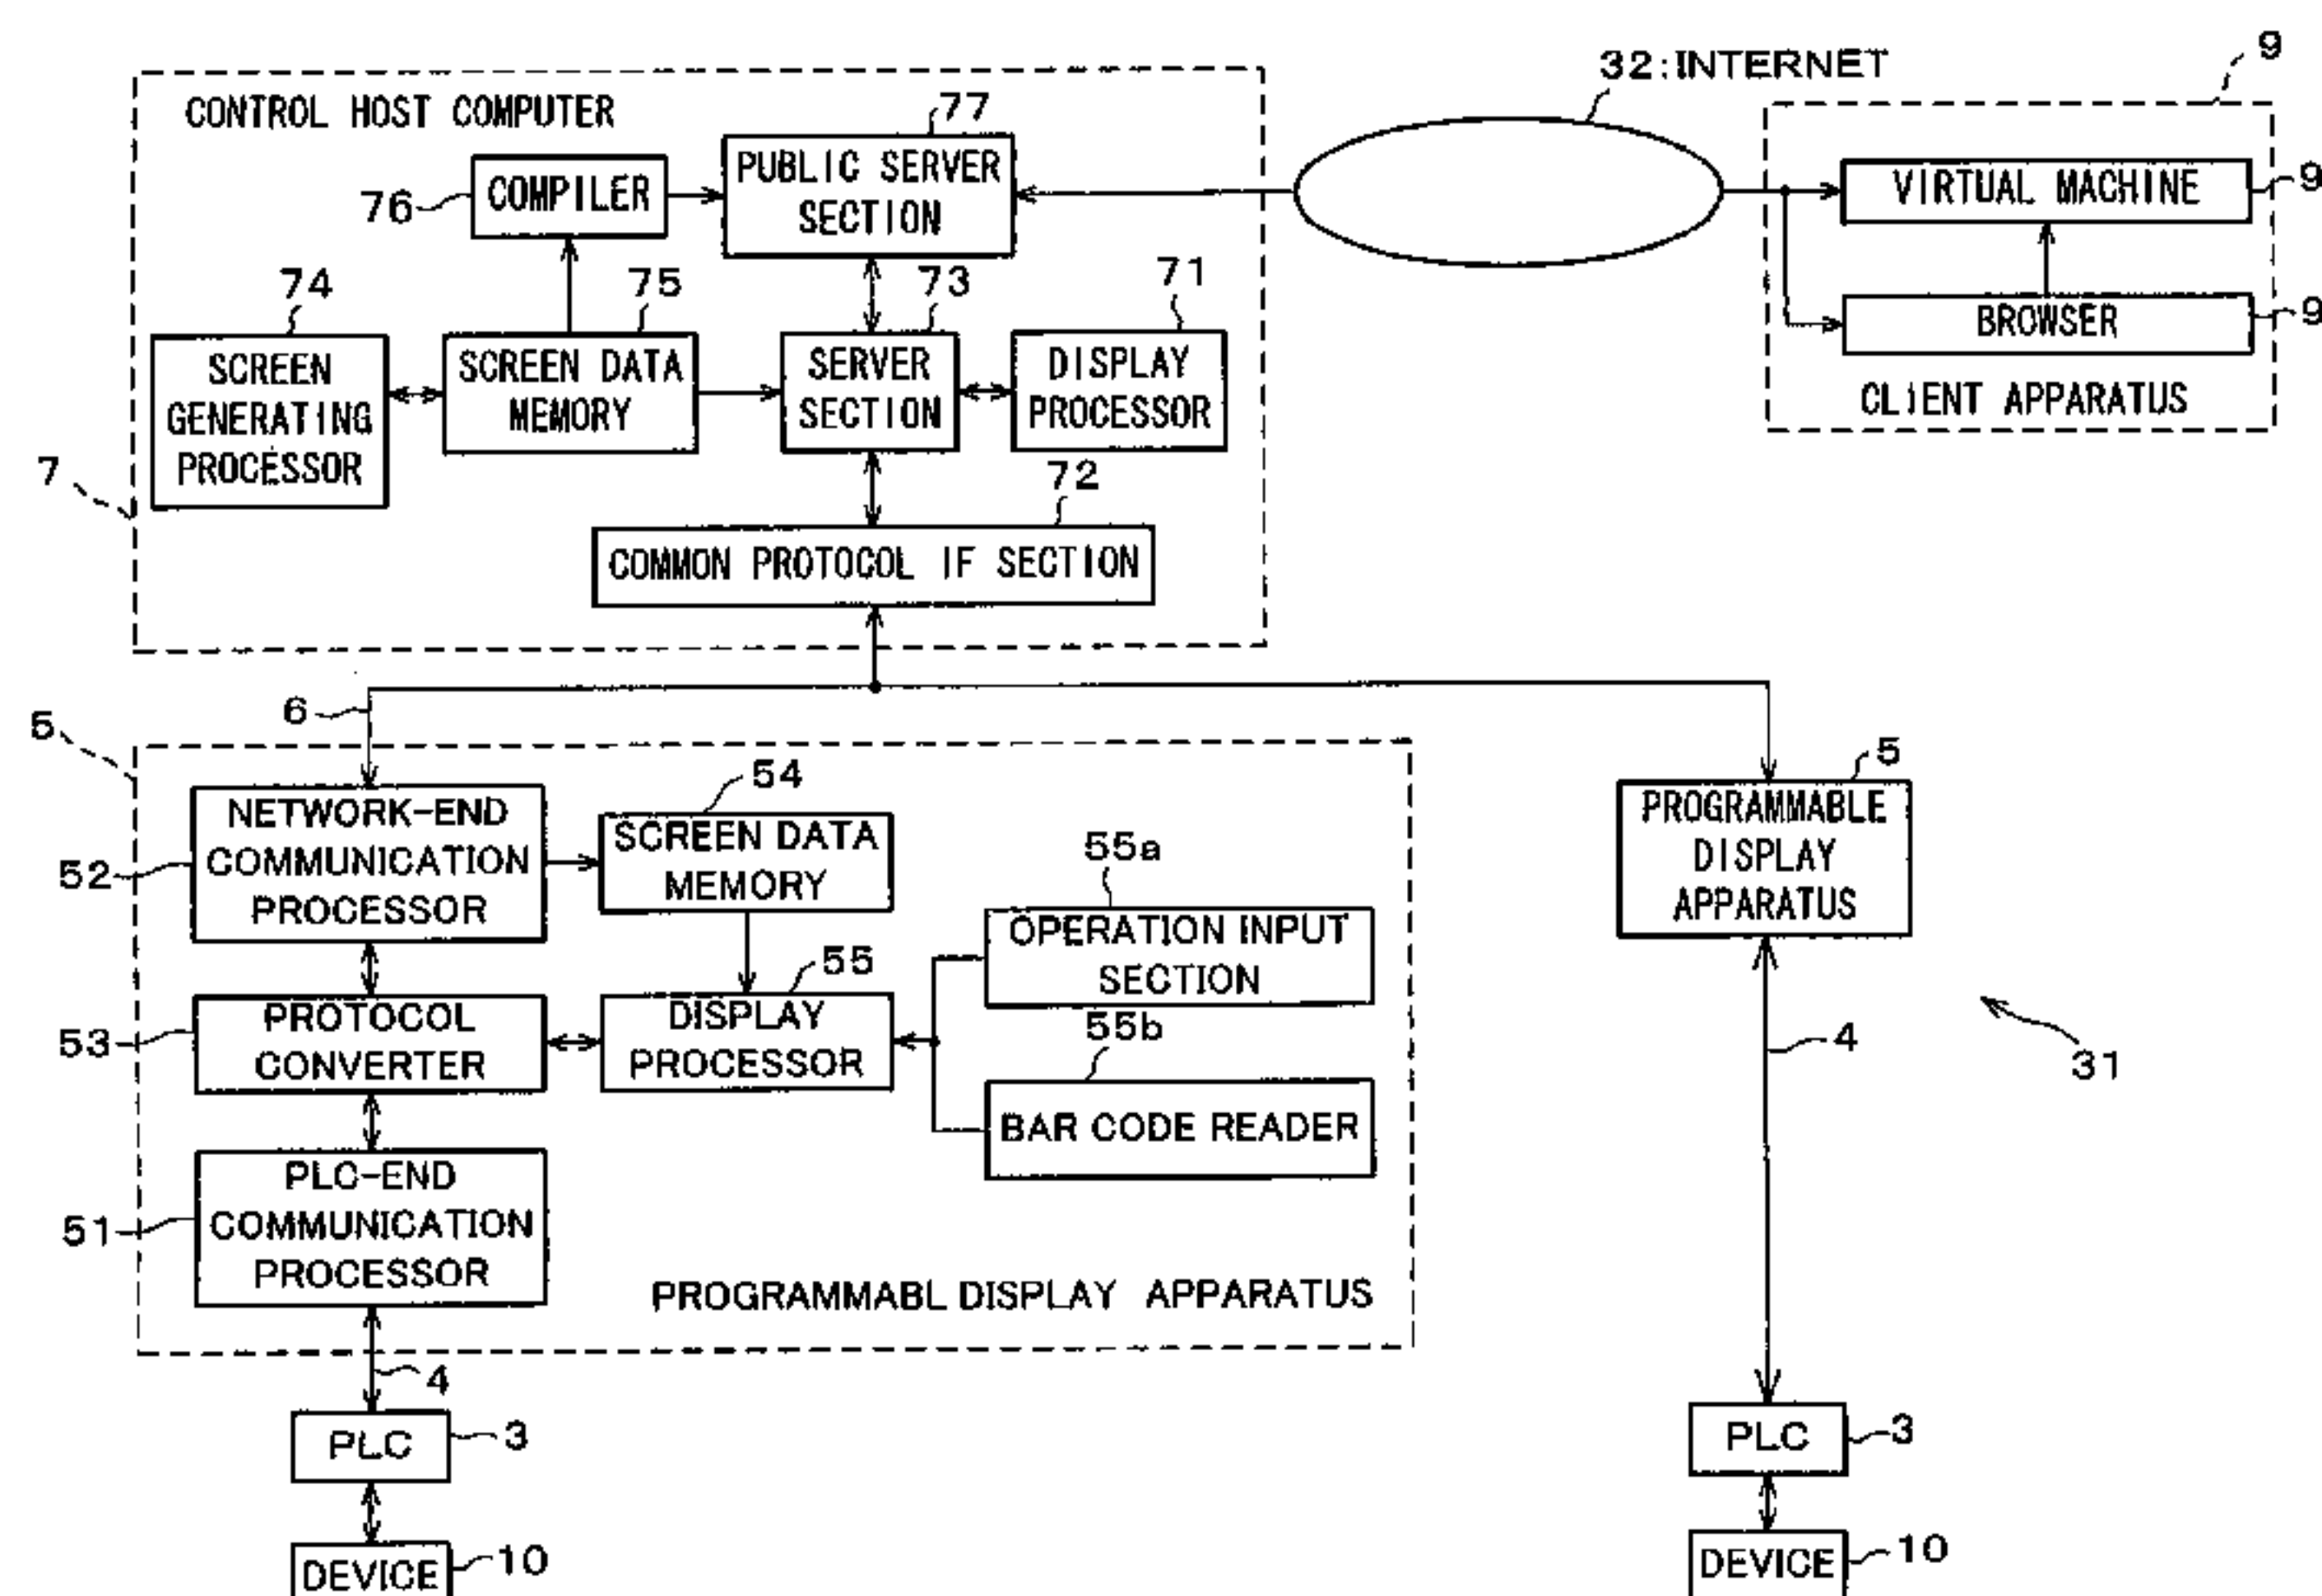 32:INTERNET
9
CONTROL HOST COMPUTER
77
PUBLIC SERVER
SECTION
COMPILER
76
VIRTUAL MACHINE
9
74
75
73
71
BROWSER
9
SCREEN
GENERATING
PROCESSOR
SCREEN DATA
MEMORY
SERVER
SECTION
DISPLAY
PROCESSOR
CLIENT APPARATUS
7
72
COMMON PROTOCOL IF SECTION
6
5
54
5
NETWORK-END
COMMUNICATION
PROCESSOR
52
SCREEN DATA
MEMORY
55a
OPERATION INPUT
SECTION
PROGRAMMABLE
DISPLAY
APPARATUS
55
53
PROTOCOL
CONVERTER
DISPLAY
PROCESSOR
55b
4
31
BAR CODE READER
51
PLC-END
COMMUNICATION
PROCESSOR
PROGRAMMABL DISPLAY APPARATUS
4
PLC
3
PLC
3
DEVICE
10
DEVICE
10